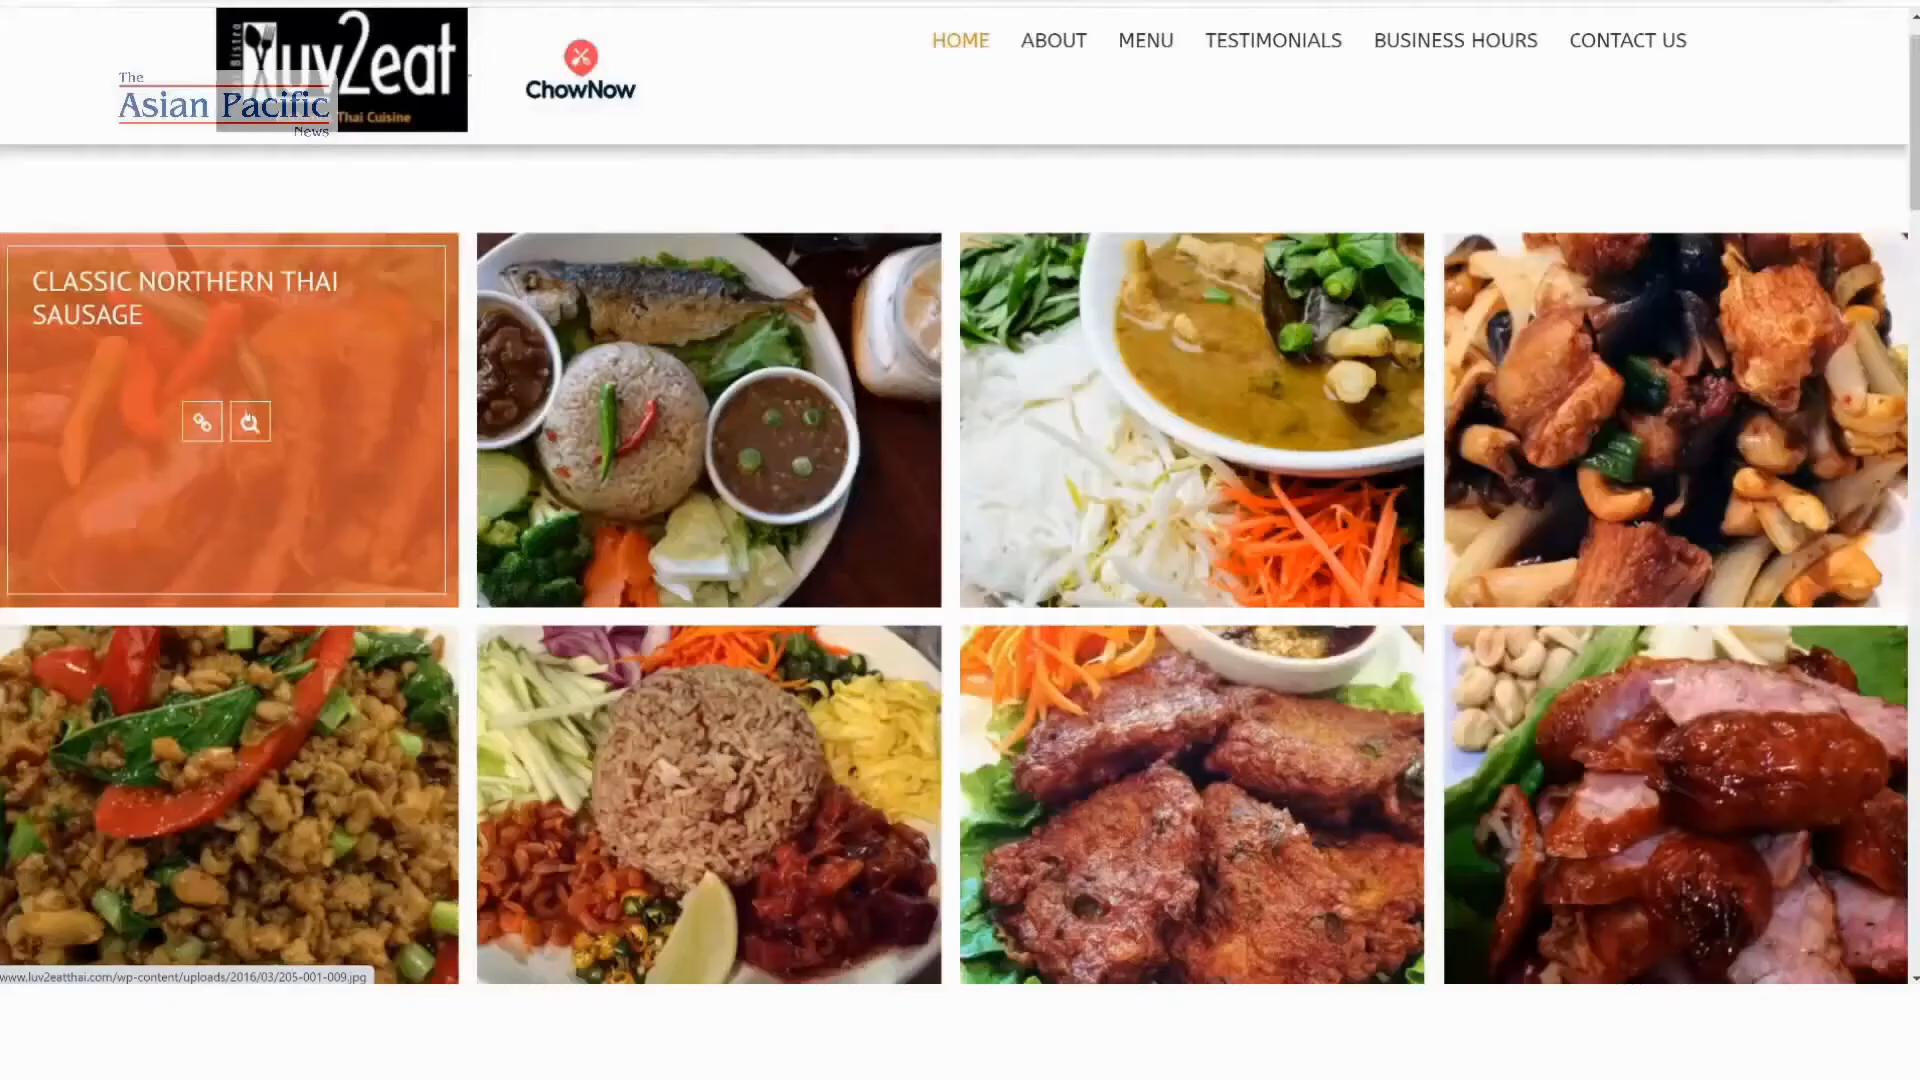 luv2eat
Thai Cuisine
The
Asian Pacific
News
ChowNow
HOME ABOUT MENU TESTIMONIALS BUSINESS HOURS CONTACT US
CLASSIC NORTHERN THAI
SAUSAGE
www.luv2eatthai.com/wp-content/uploads/2016/03/205-001-009.jpg